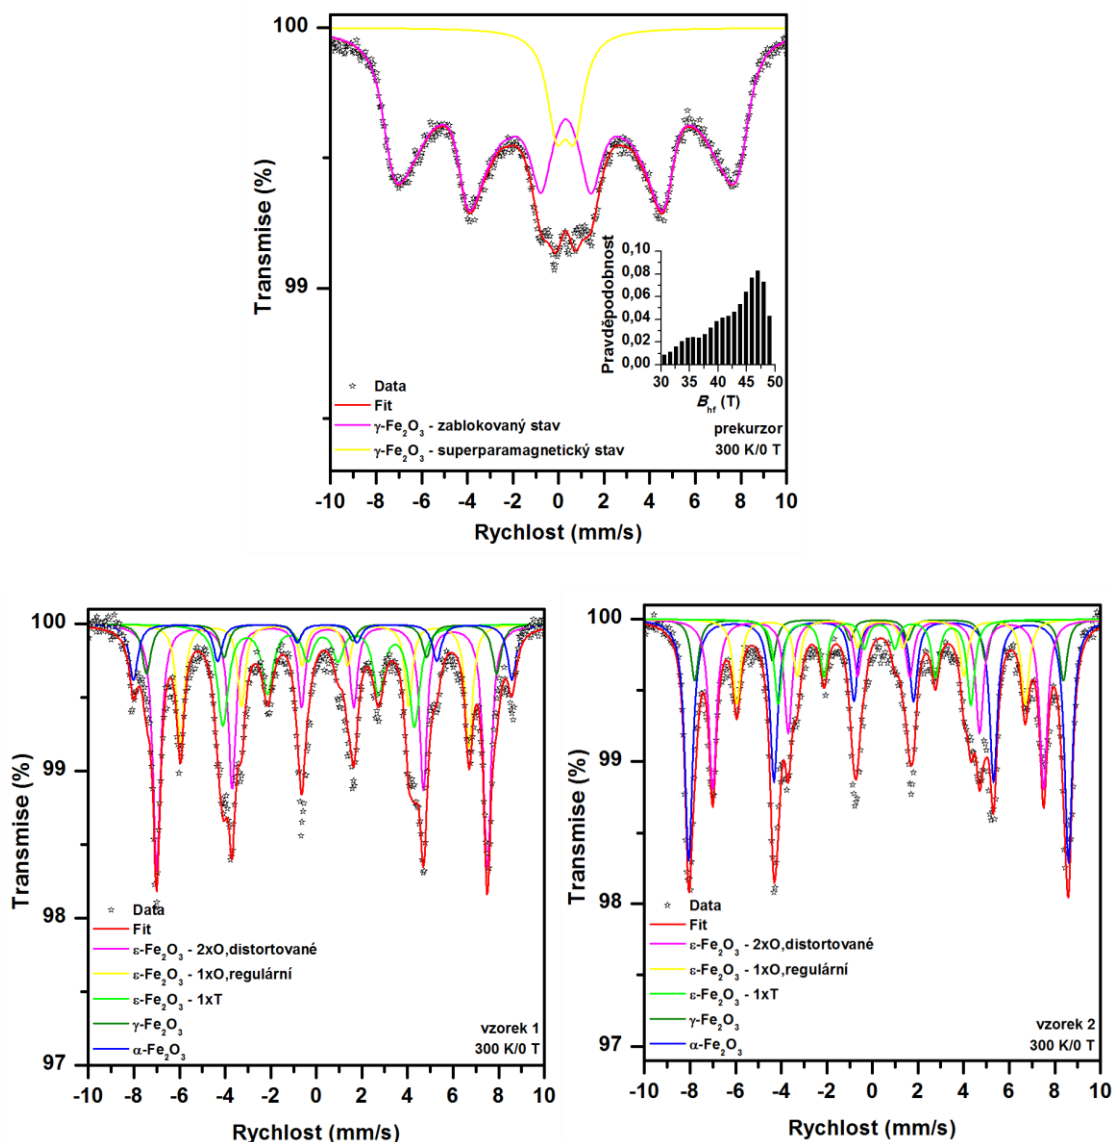 100
99
Transmise (%)
0,10
0,08
0,06
0,04
0,02
0,00
Pravděpodobnost
30 35 40 45 50
B_hf (T)
Data
Fit
γ-Fe₂O₃ - zablokovaný stav
γ-Fe₂O₃ - superparamagnetický stav
prekurzor
300 K/0 T
-10 -8 -6 -4 -2 0 2 4 6 8 10
Rychlost (mm/s)
100
99
98
97
Transmise (%)
Data
Fit
ε-Fe₂O₃ - 2xO,distortované
ε-Fe₂O₃ - 1xO,regulární
ε-Fe₂O₃ - 1xT
γ-Fe₂O₃
α-Fe₂O₃
vzorek 1
300 K/0 T
-10 -8 -6 -4 -2 0 2 4 6 8 10
Rychlost (mm/s)
100
99
98
97
Transmise (%)
Data
Fit
ε-Fe₂O₃ - 2xO,distortované
ε-Fe₂O₃ - 1xO,regulární
ε-Fe₂O₃ - 1xT
γ-Fe₂O₃
α-Fe₂O₃
vzorek 2
300 K/0 T
-10 -8 -6 -4 -2 0 2 4 6 8 10
Rychlost (mm/s)